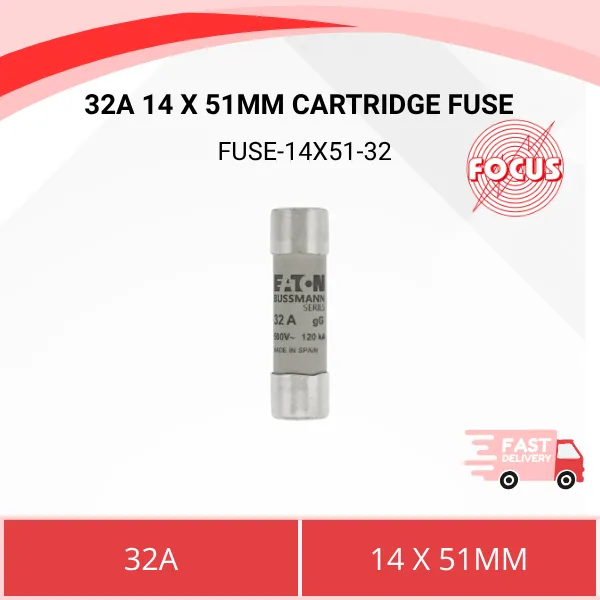 32A 14 X 51MM CARTRIDGE FUSE
FUSE-14X51-32
FOCUS
EATON
BUSSMANN
SERIES
32 A gG
120 kA
MADE IN SPAIN
FAST
DELIVERY
32A
14 X 51MM